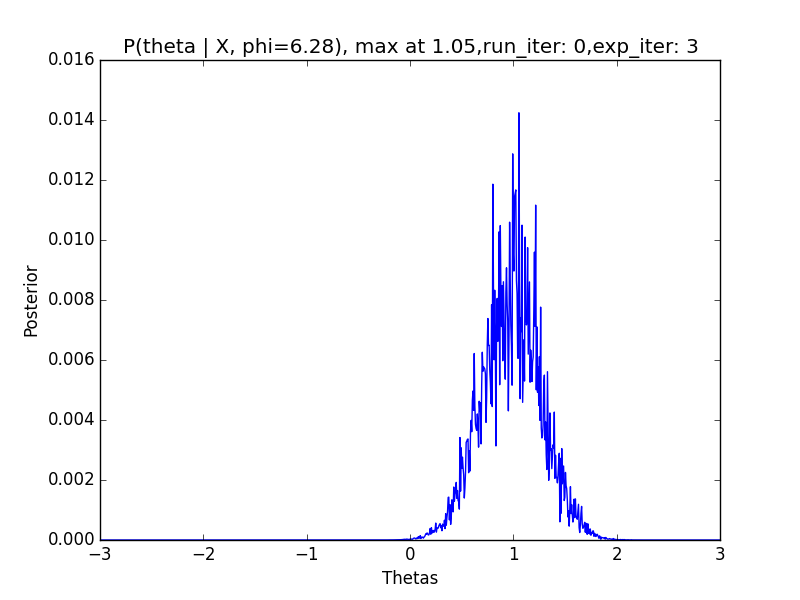 P(theta | X, phi=6.28), max at 1.05,run_iter: 0,exp_iter: 3
0.016
0.014
0.012
0.010
0.008
0.006
0.004
0.002
0.000
Posterior
−3 −2 −1 0 1 2 3
Thetas